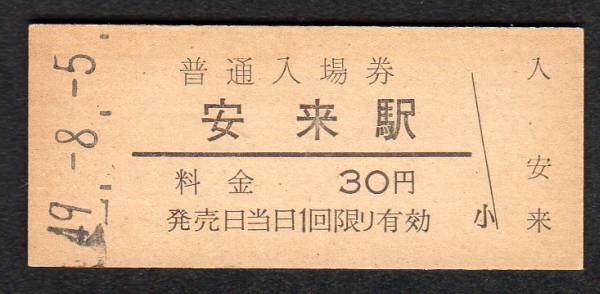 49.-8.-5.
普通入場券
安来駅
料金 30円
発売日当日1回限り有効
小
入
安
来